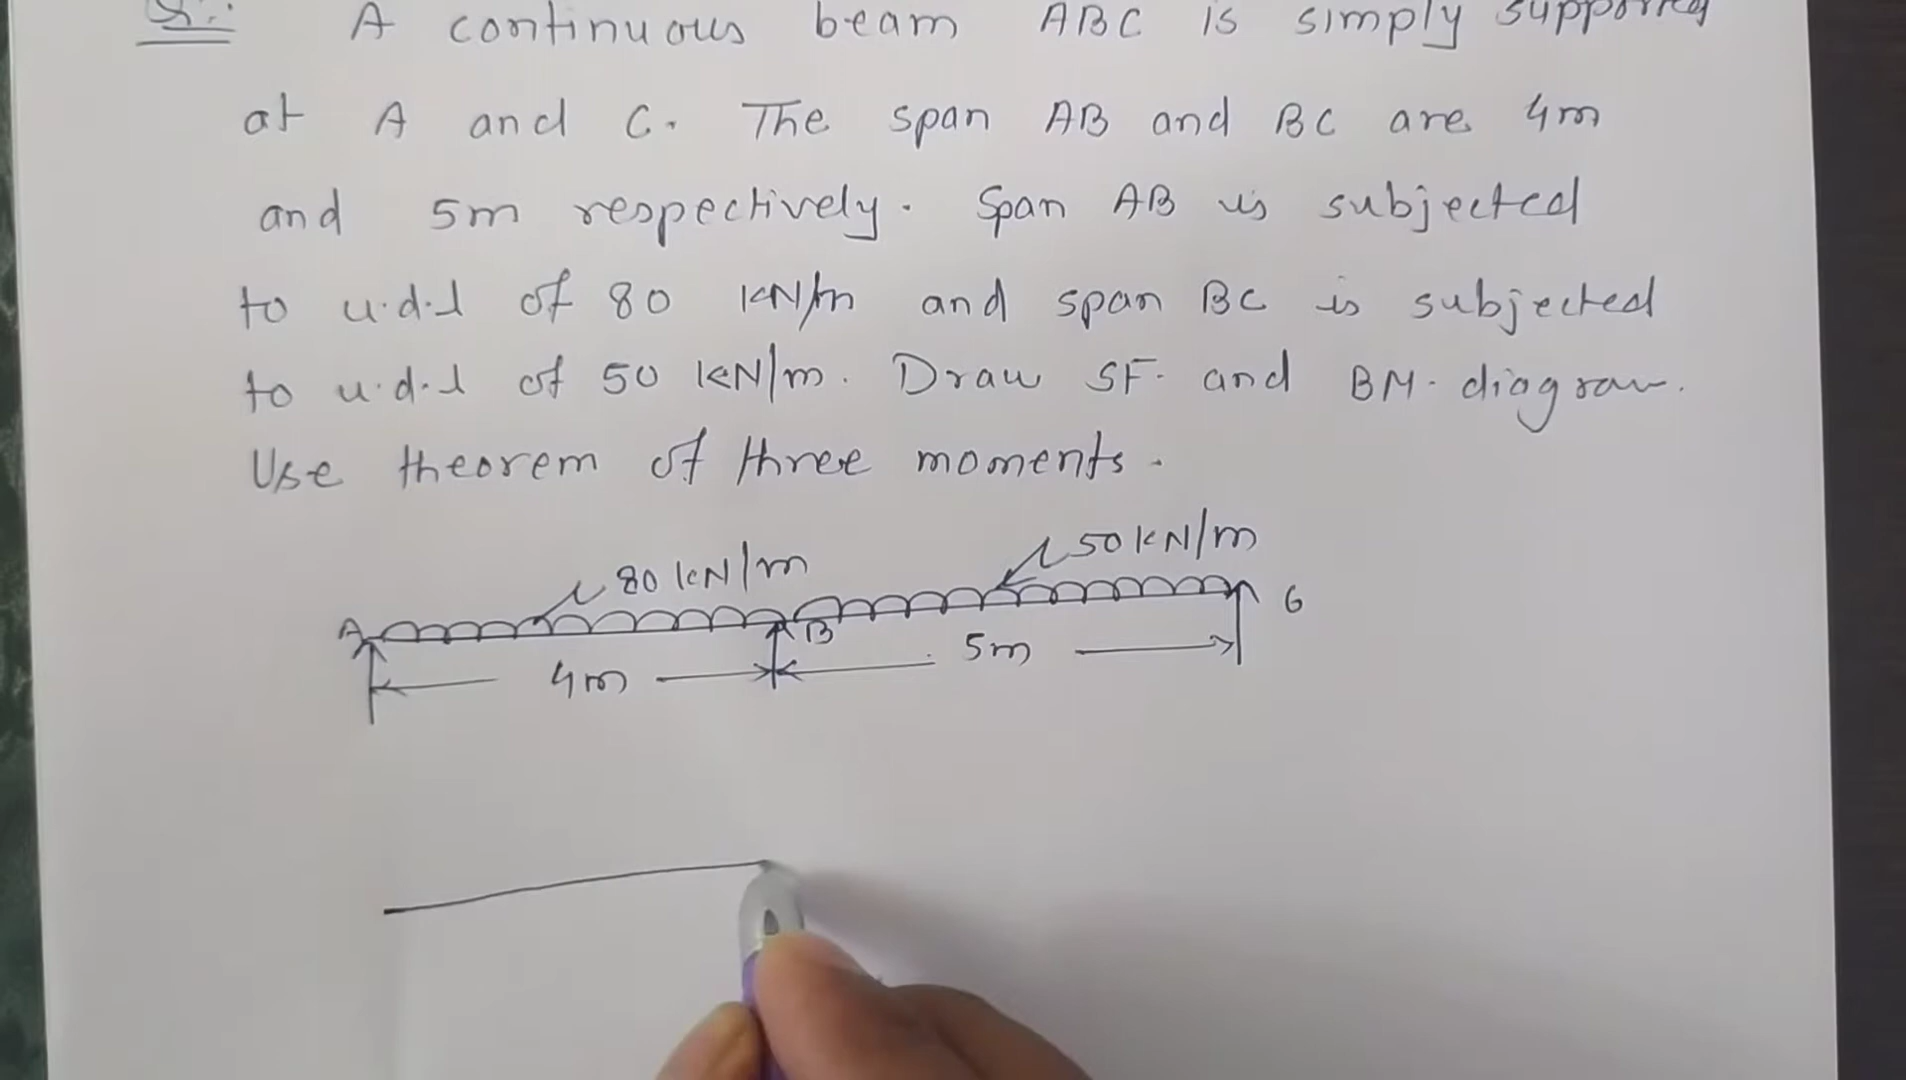 A continuous beam ABC is simply supported
at A and C. The span AB and BC are 4m
and 5m respectively. Span AB is subjected
to u.d.l of 80 kN/m and span BC is subjected
to u.d.l of 50 kN/m. Draw SF. and BM. diagram.
Use theorem of three moments.
80 kN/m
50 kN/m
A
B
C
4m
5m